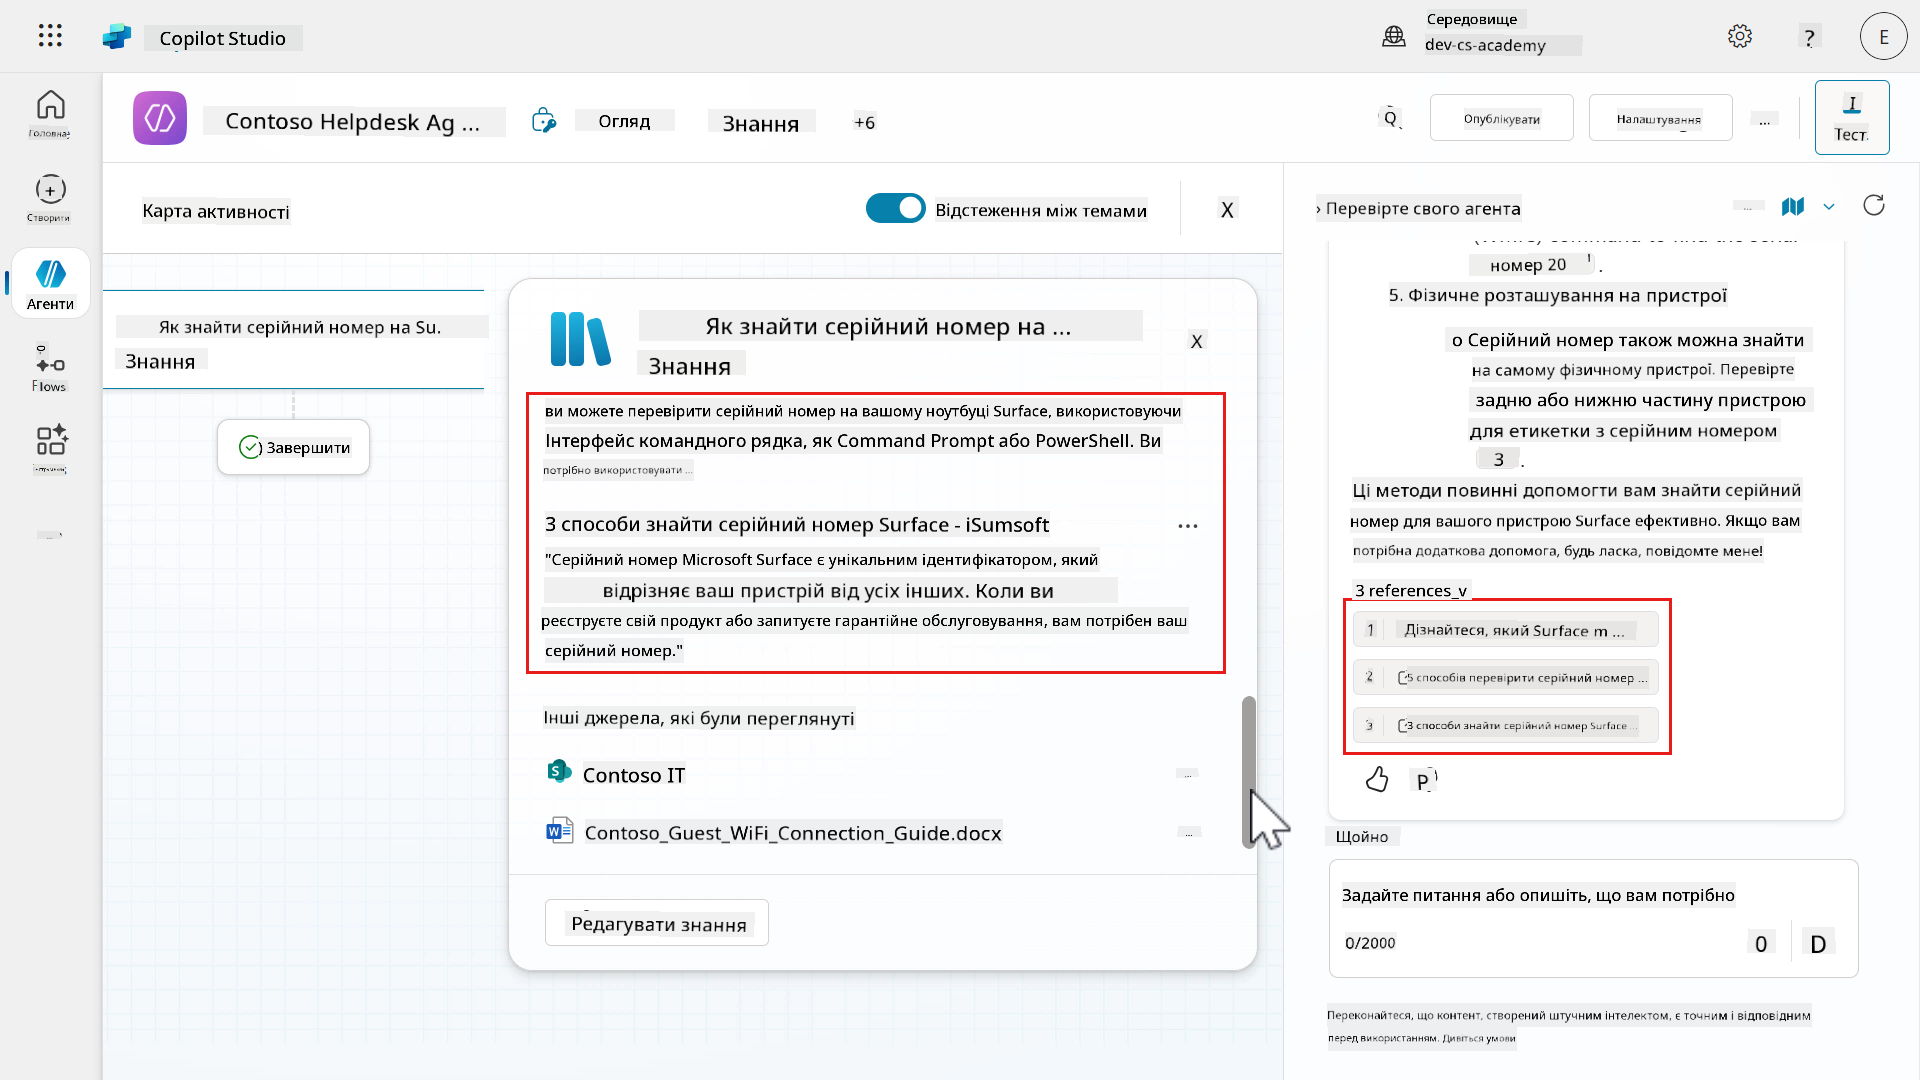 Copilot Studio
Середовище
dev-cs-academy
?
E
Головна
Створити
Агенти
Flows
Contoso Helpdesk Ag ...
Огляд
Знання
+6
Опублікувати
Налаштування
...
Тест
Карта активності
Відстеження між темами
X
Як знайти серійний номер на Su.
Знання
Завершити
Як знайти серійний номер на ...
Знання
X
ви можете перевірити серійний номер на вашому ноутбуці Surface, використовуючи
Інтерфейс командного рядка, як Command Prompt або PowerShell. Ви
потрібно використовувати ...
3 способи знайти серійний номер Surface - iSumsoft
...
"Серійний номер Microsoft Surface є унікальним ідентифікатором, який
відрізняє ваш пристрій від усіх інших. Коли ви
реєструєте свій продукт або запитуєте гарантійне обслуговування, вам потрібен ваш
серійний номер."
Інші джерела, які були переглянуті
Contoso IT
...
Contoso_Guest_WiFi_Connection_Guide.docx
...
Редагувати знання
› Перевірте свого агента
...
номер 20 ¹ .
5. Фізичне розташування на пристрої
o Серійний номер також можна знайти
на самому фізичному пристрої. Перевірте
задню або нижню частину пристрою
для етикетки з серійним номером
3 .
Ці методи повинні допомогти вам знайти серійний
номер для вашого пристрою Surface ефективно. Якщо вам
потрібна додаткова допомога, будь ласка, повідомте мене!
3 references_v
1 Дізнайтеся, який Surface m ...
2 5 способів перевірити серійний номер ...
3 3 способи знайти серійний номер Surface ...
P
Щойно
Задайте питання або опишіть, що вам потрібно
0/2000
0
D
Переконайтеся, що контент, створений штучним інтелектом, є точним і відповідним
перед використанням. Дивіться умови